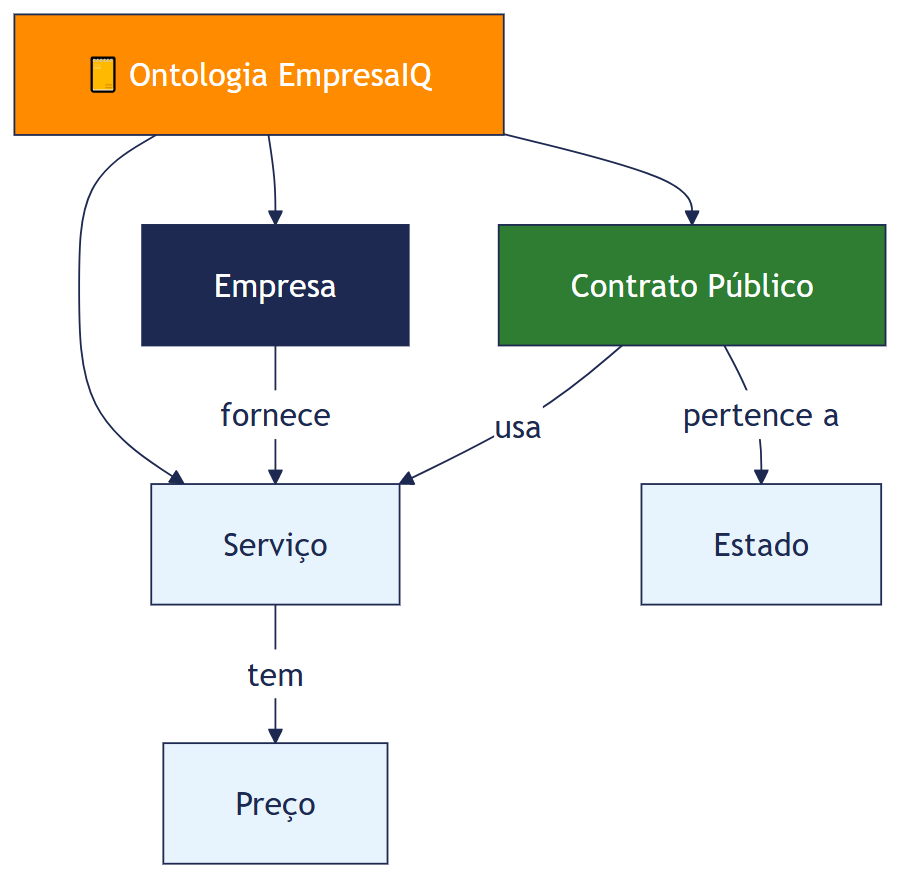 📒 Ontologia EmpresaIQ
Empresa
Contrato Público
fornece
usa
pertence a
Serviço
Estado
tem
Preço